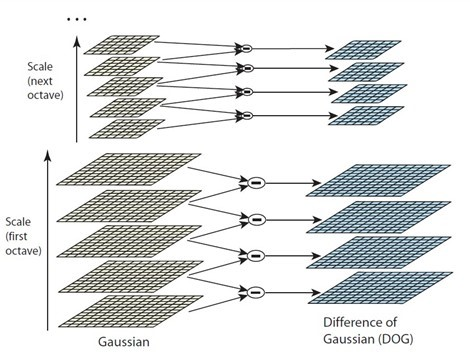 ...
Scale
(next
octave)
Scale
(first
octave)
Gaussian
Difference of
Gaussian (DOG)